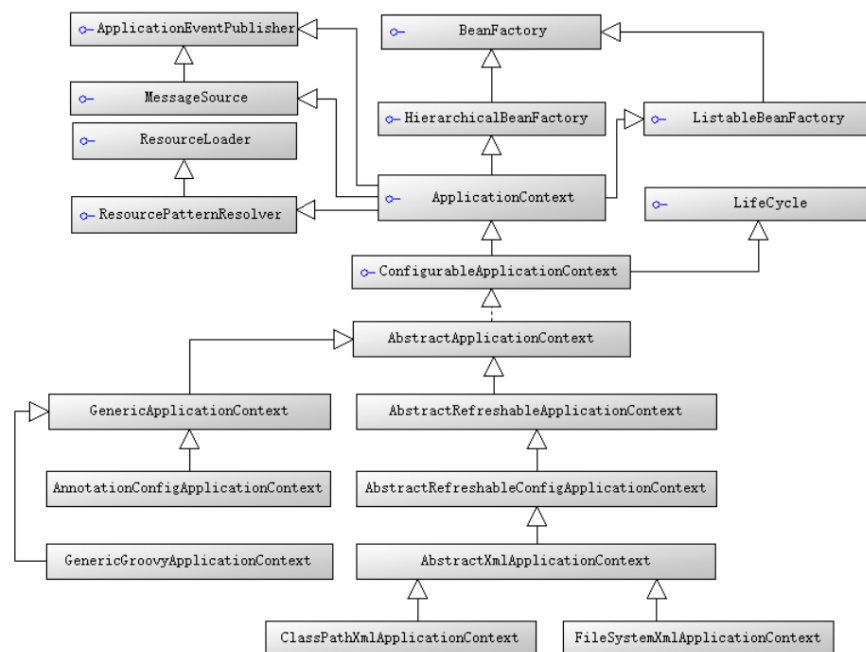 ApplicationEventPublisher
BeanFactory
MessageSource
HierarchicalBeanFactory
ListableBeanFactory
ResourceLoader
ApplicationContext
ResourcePatternResolver
LifeCycle
ConfigurableApplicationContext
AbstractApplicationContext
GenericApplicationContext
AbstractRefreshableApplicationContext
AnnotationConfigApplicationContext
AbstractRefreshableConfigApplicationContext
GenericGroovyApplicationContext
AbstractXmlApplicationContext
ClassPathXmlApplicationContext
FileSystemXmlApplicationContext